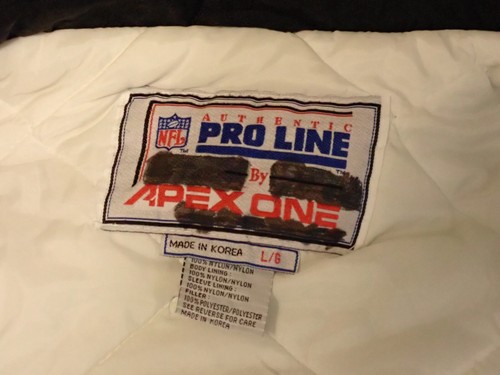 AUTHENTIC
NFL PRO LINE
TM TM
By
APEX ONE
MADE IN KOREA L/G
100% NYLON/NYLON
BODY LINING:
100% NYLON/NYLON
SLEEVE LINING:
100% NYLON/NYLON
FILLER:
100% POLYESTER/POLYESTER
SEE REVERSE FOR CARE
MADE IN KOREA